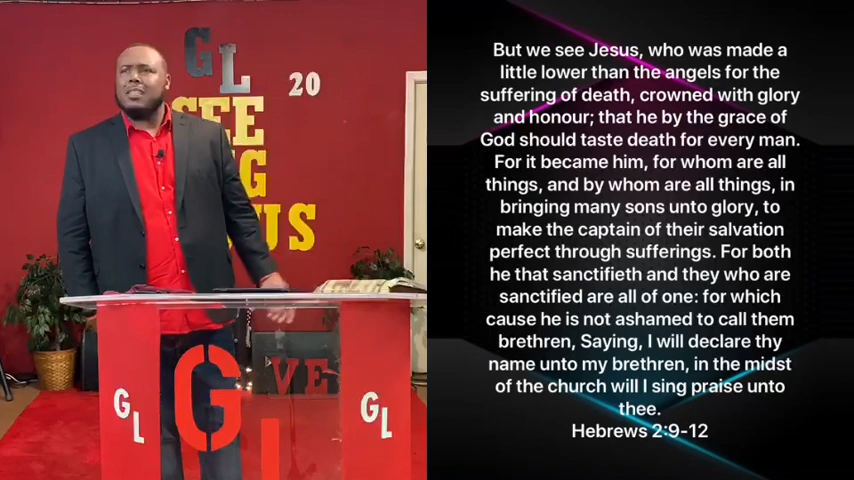 GL
20
SEE
G
US
G
VE
GL
GL
But we see Jesus, who was made a
little lower than the angels for the
suffering of death, crowned with glory
and honour; that he by the grace of
God should taste death for every man.
For it became him, for whom are all
things, and by whom are all things, in
bringing many sons unto glory, to
make the captain of their salvation
perfect through sufferings. For both
he that sanctifieth and they who are
sanctified are all of one: for which
cause he is not ashamed to call them
brethren, Saying, I will declare thy
name unto my brethren, in the midst
of the church will I sing praise unto
thee.
Hebrews 2:9-12